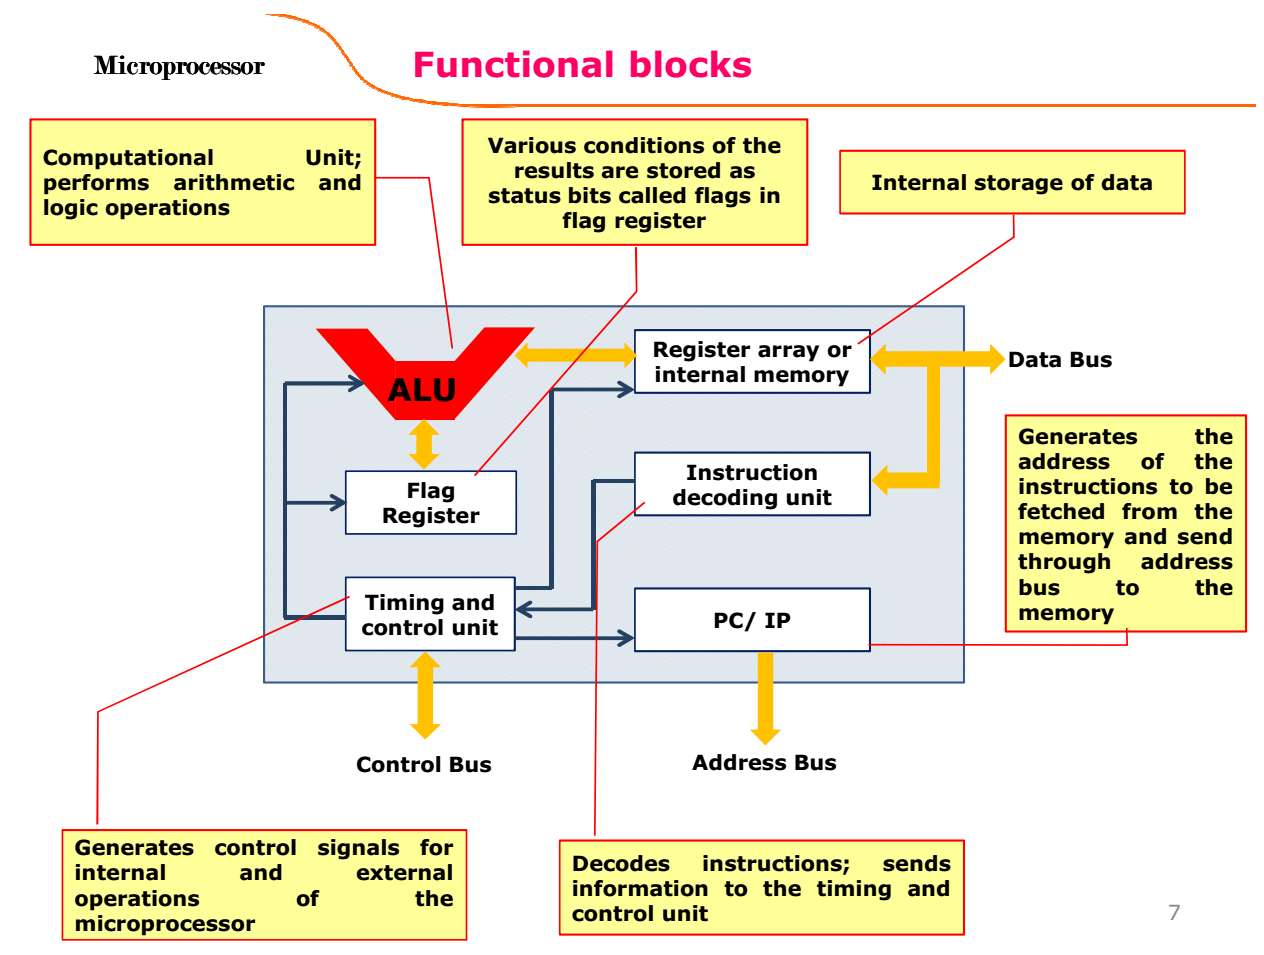 Microprocessor
Functional blocks
Computational Unit;
performs arithmetic and
logic operations
Various conditions of the
results are stored as
status bits called flags in
flag register
Internal storage of data
ALU
Register array or
internal memory
Data Bus
Generates the
address of the
instructions to be
fetched from the
memory and send
through address
bus to the
memory
Flag
Register
Instruction
decoding unit
Timing and
control unit
PC/ IP
Control Bus
Address Bus
Generates control signals for
internal and external
operations of the
microprocessor
Decodes instructions; sends
information to the timing and
control unit
7